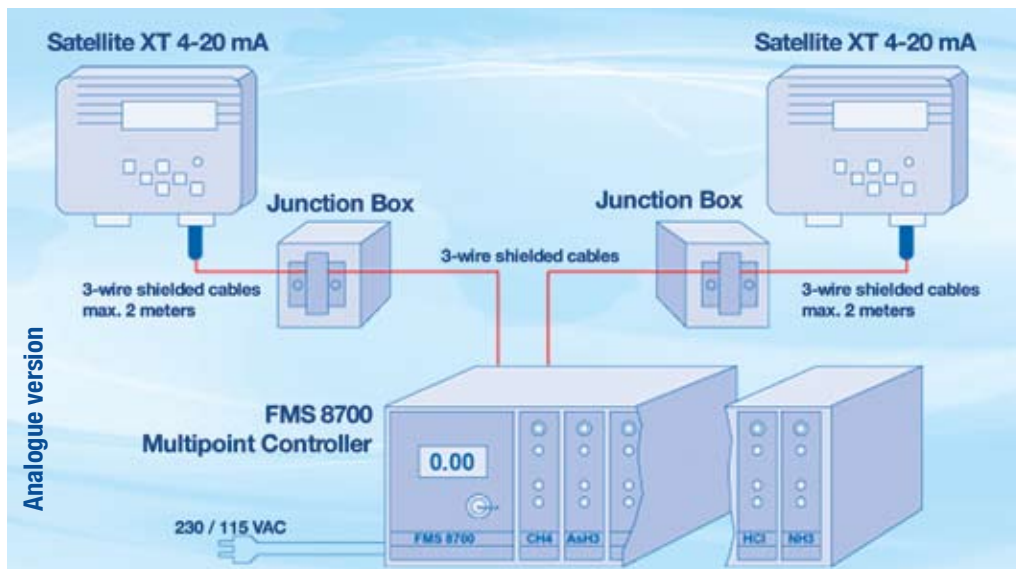 Satellite XT 4-20 mA
Satellite XT 4-20 mA
Junction Box
Junction Box
3-wire shielded cables
3-wire shielded cables
max. 2 meters
3-wire shielded cables
max. 2 meters
Analogue version
FMS 8700
Multipoint Controller
0.00
230 / 115 VAC
FMS 8700
CH4
AsH3
HCl
NH3